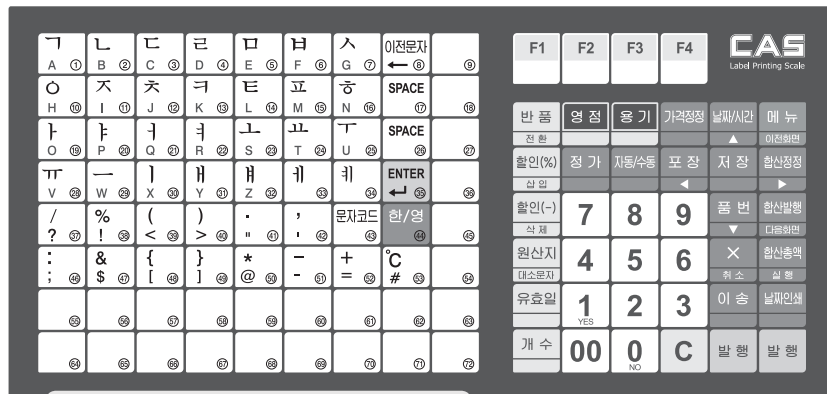 ㄱ ㄴ ㄷ ㄹ ㅁ ㅂ ㅅ 이전문자
A ① B ② C ③ D ④ E ⑤ F ⑥ G ⑦ ← ⑧ ⑨
ㅇ ㅈ ㅊ ㅋ ㅌ ㅍ ㅎ SPACE
H ⑩ I ⑪ J ⑫ K ⑬ L ⑭ M ⑮ N ⑯ ⑰ ⑱
ㅏ ㅑ ㅓ ㅕ ㅗ ㅛ ㅜ SPACE
O ⑲ P ⑳ Q ㉑ R ㉒ S ㉓ T ㉔ U ㉕ ㉖ ㉗
ㅠ ㅡ ㅣ ㅐ ㅒ ㅔ ㅖ ENTER
V ㉘ W ㉙ X ㉚ Y ㉛ Z ㉜ ㉝ ㉞ ↵ ㉟ ㊱
/ % ( ) . , 문자코드 한/영
? ㊲ ! ㊳ < ㊴ > ㊵ " ㊶ ' ㊷ ㊸ ㊹ ㊺
: & { } * – + ℃
; ㊻ $ ㊼ [ ㊽ ] ㊾ @ ㊿ - 51 = 52 # 53 54
55 56 57 58 59 60 61 62 63
64 65 66 67 68 69 70 71 72
F1 F2 F3 F4 CAS
Label Printing Scale
반 품 영 점 용 기 가격정정 날짜/시간 메 뉴
전 환 ▲ 이전화면
할인(%) 정 가 자동/수동 포 장 저 장 합산정정
삽 입 ◀ ▶
할인(-) 7 8 9 품 번 합산발행
삭 제 ▼ 다음화면
원산지 4 5 6 × 합산총액
대소문자 취 소 실 행
유효일 1 2 3 이 송 날짜인쇄
YES
개 수 00 0 C 발 행 발 행
NO